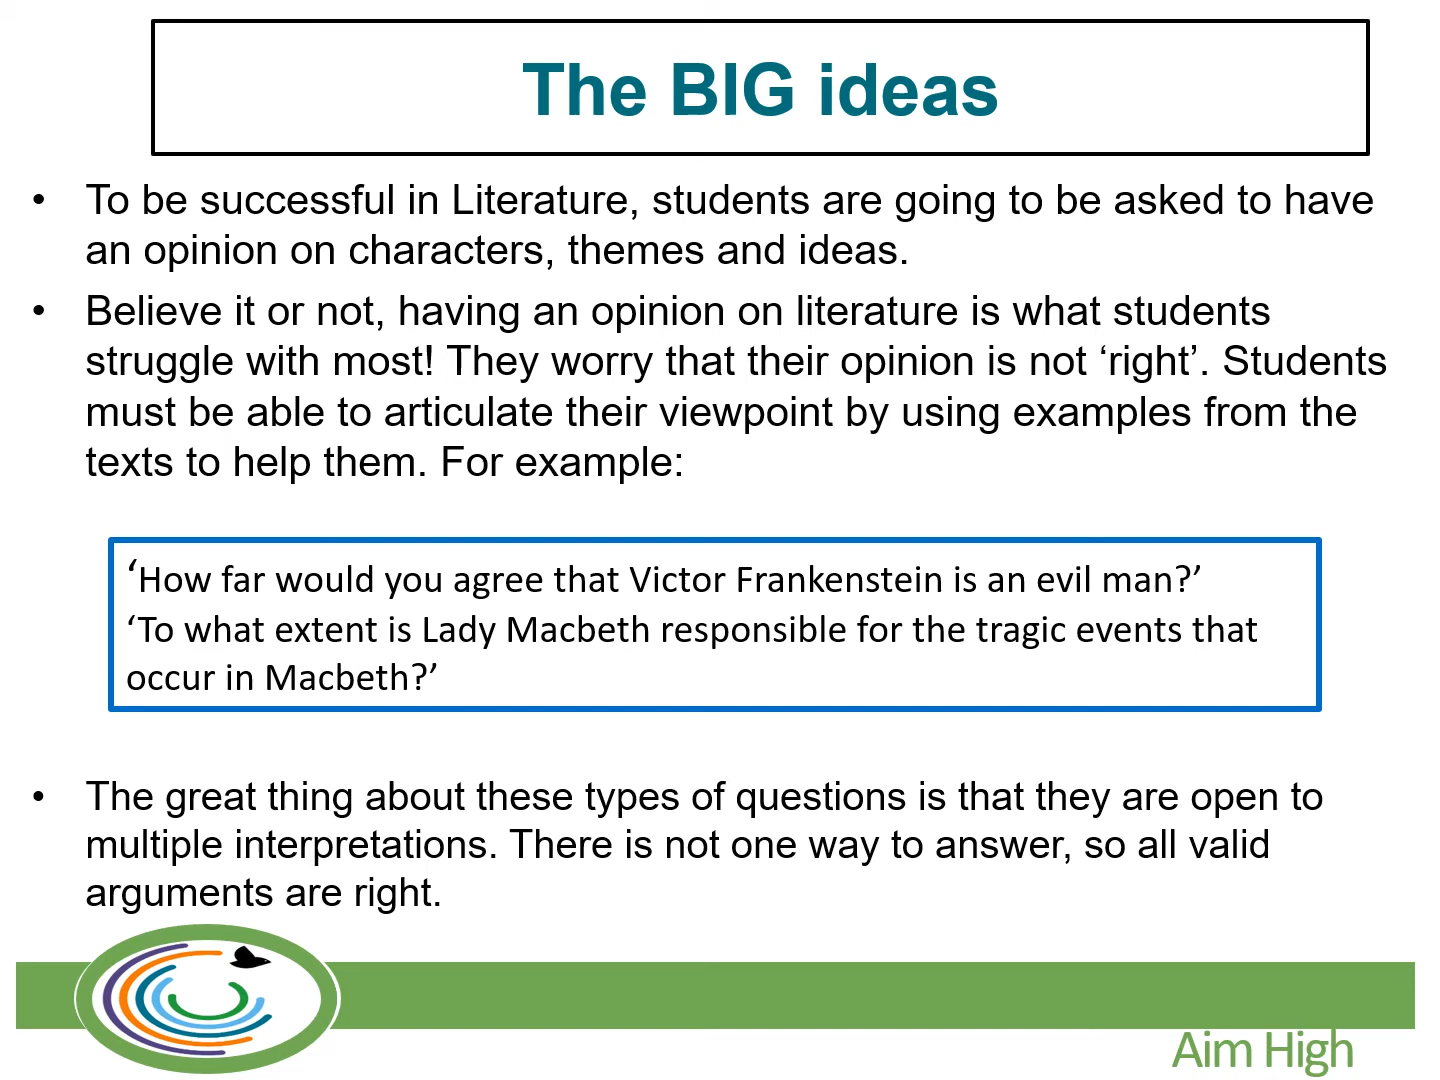 The BIG ideas
• To be successful in Literature, students are going to be asked to have
an opinion on characters, themes and ideas.
• Believe it or not, having an opinion on literature is what students
struggle with most! They worry that their opinion is not ‘right’. Students
must be able to articulate their viewpoint by using examples from the
texts to help them. For example:
‘How far would you agree that Victor Frankenstein is an evil man?’
‘To what extent is Lady Macbeth responsible for the tragic events that
occur in Macbeth?’
• The great thing about these types of questions is that they are open to
multiple interpretations. There is not one way to answer, so all valid
arguments are right.
Aim High